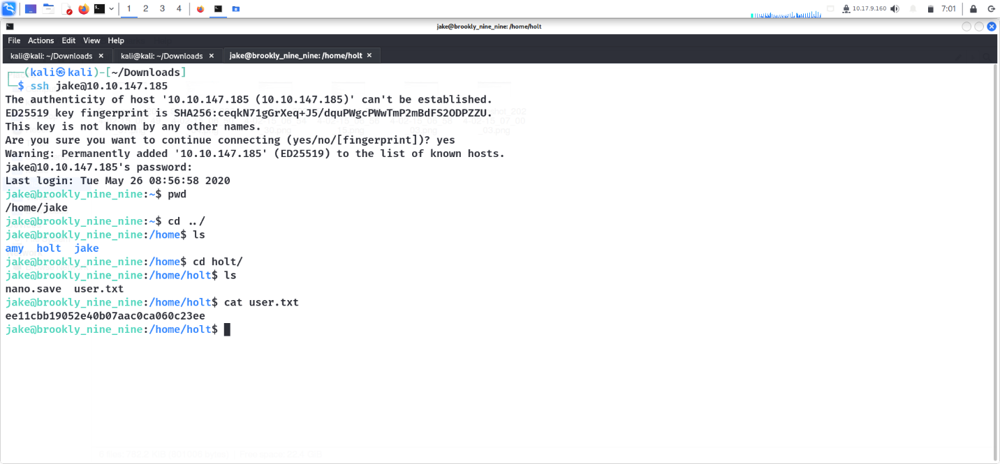 1 2 3 4 10.17.9.160 7:01
jake@brookly_nine_nine: /home/holt
File Actions Edit View Help
kali@kali: ~/Downloads × kali@kali: ~/Downloads × jake@brookly_nine_nine: /home/holt ×
┌──(kali㉿kali)-[~/Downloads]
└─$ ssh jake@10.10.147.185
The authenticity of host '10.10.147.185 (10.10.147.185)' can't be established.
ED25519 key fingerprint is SHA256:ceqkN71gGrXeq+J5/dquPWgcPWwTmP2mBdFS2ODPZZU.
This key is not known by any other names.
Are you sure you want to continue connecting (yes/no/[fingerprint])? yes
Warning: Permanently added '10.10.147.185' (ED25519) to the list of known hosts.
jake@10.10.147.185's password:
Last login: Tue May 26 08:56:58 2020
jake@brookly_nine_nine:~$ pwd
/home/jake
jake@brookly_nine_nine:~$ cd ../
jake@brookly_nine_nine:/home$ ls
amy holt jake
jake@brookly_nine_nine:/home$ cd holt/
jake@brookly_nine_nine:/home/holt$ ls
nano.save user.txt
jake@brookly_nine_nine:/home/holt$ cat user.txt
ee11cbb19052e40b07aac0ca060c23ee
jake@brookly_nine_nine:/home/holt$